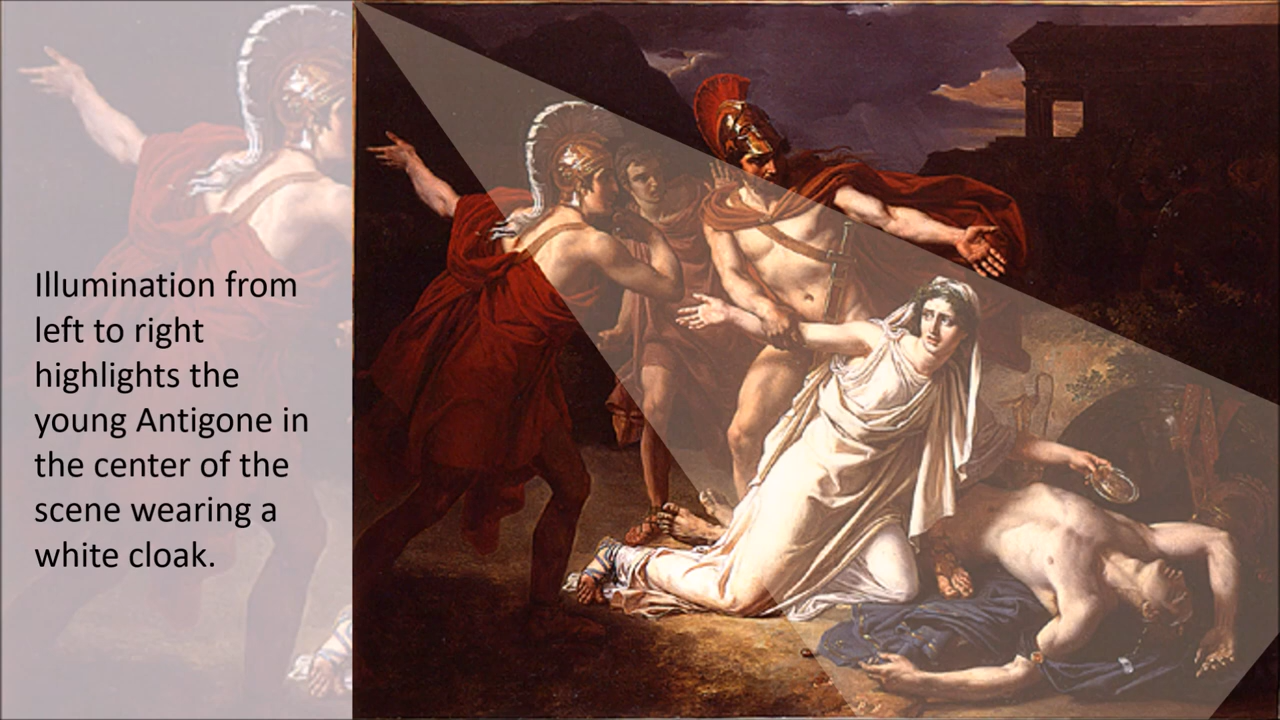 Illumination from
left to right
highlights the
young Antigone in
the center of the
scene wearing a
white cloak.